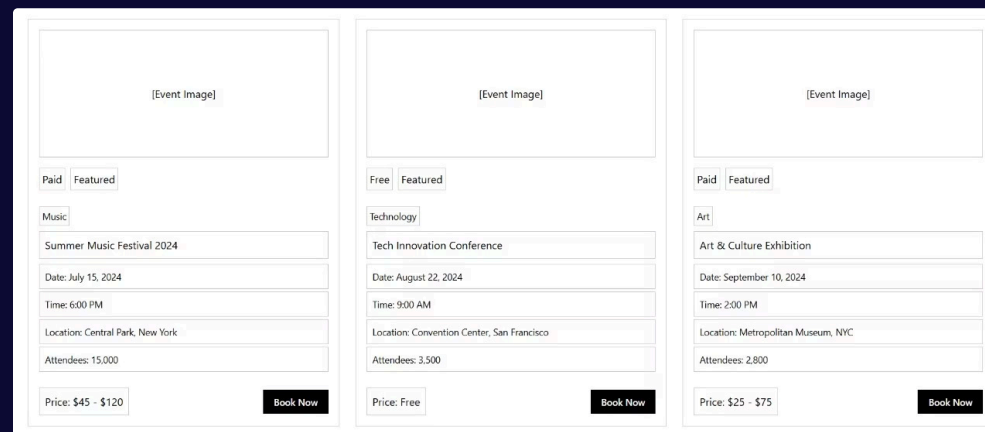 [Event Image]
Paid Featured
Music
Summer Music Festival 2024
Date: July 15, 2024
Time: 6:00 PM
Location: Central Park, New York
Attendees: 15,000
Price: $45 - $120 Book Now
[Event Image]
Free Featured
Technology
Tech Innovation Conference
Date: August 22, 2024
Time: 9:00 AM
Location: Convention Center, San Francisco
Attendees: 3,500
Price: Free Book Now
[Event Image]
Paid Featured
Art
Art & Culture Exhibition
Date: September 10, 2024
Time: 2:00 PM
Location: Metropolitan Museum, NYC
Attendees: 2,800
Price: $25 - $75 Book Now